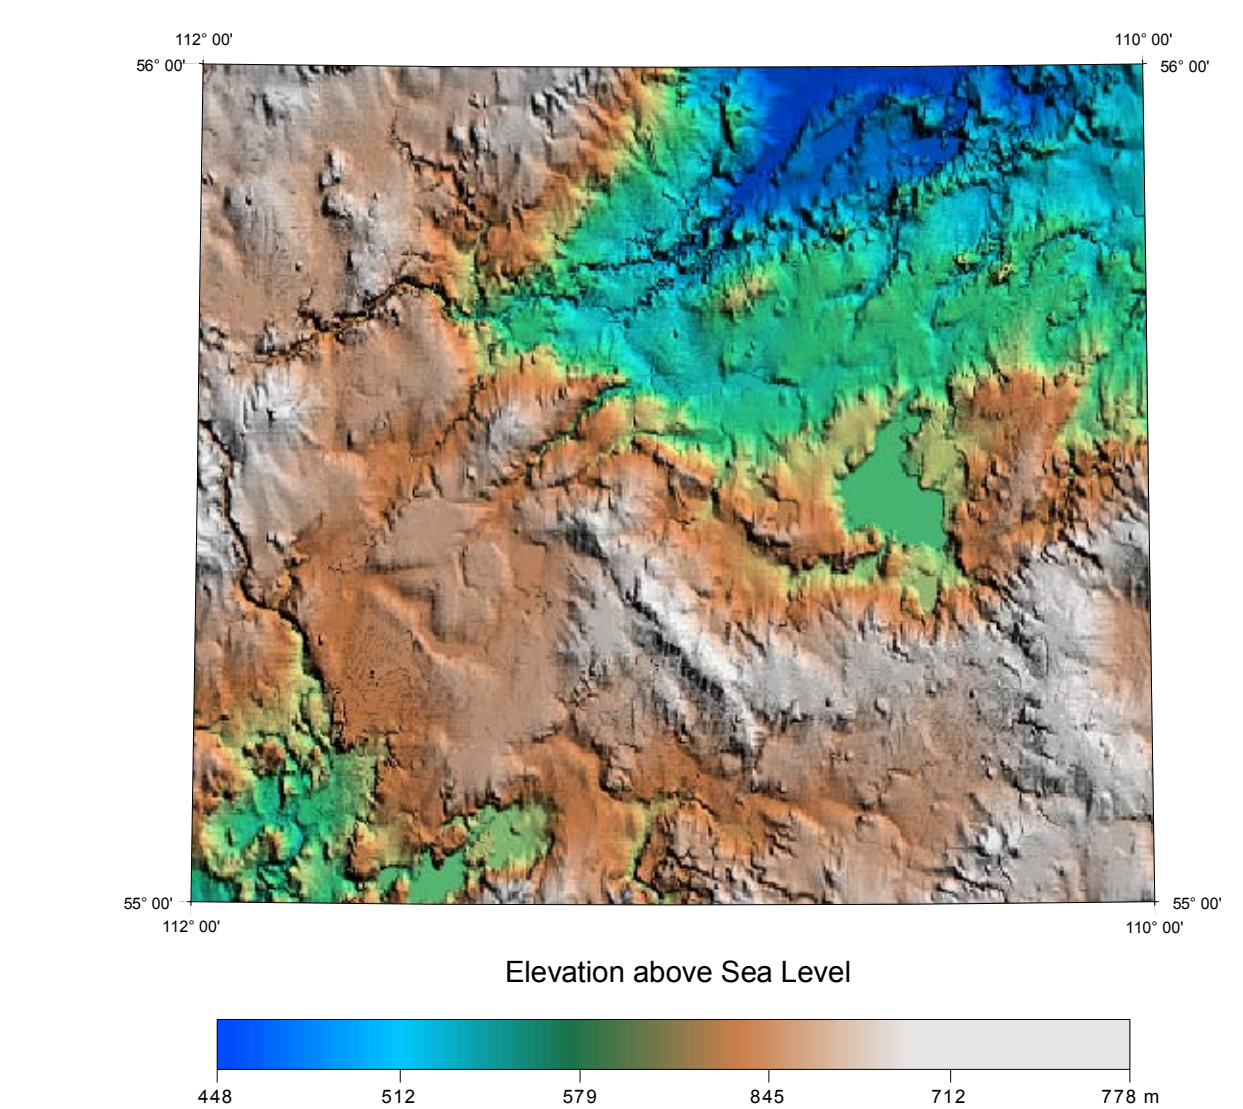 112° 00' 110° 00'
56° 00' 56° 00'
55° 00' 55° 00'
112° 00' 110° 00'
Elevation above Sea Level
448 512 579 845 712 778 m